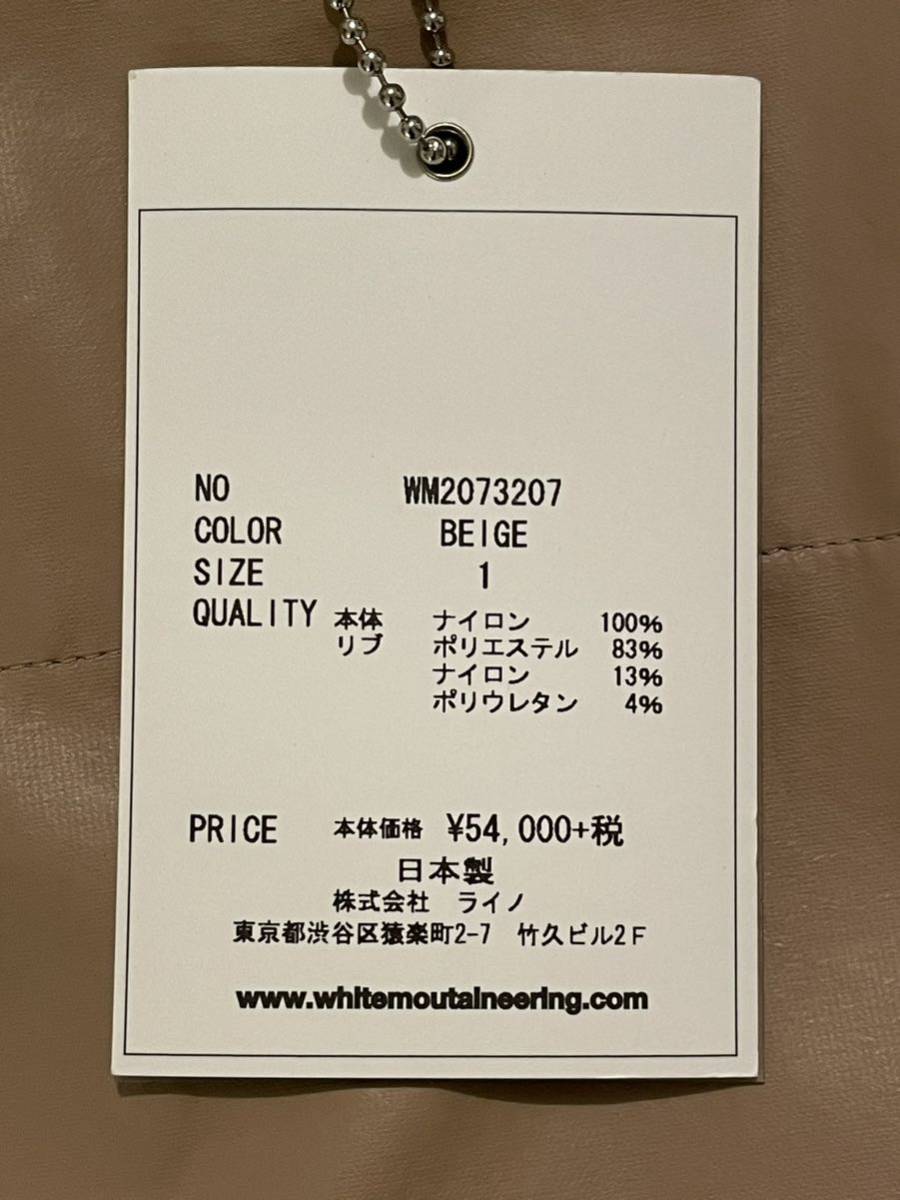 NO WM2073207
COLOR BEIGE
SIZE 1
QUALITY 本体 ナイロン 100%
リブ ポリエステル 83%
ナイロン 13%
ポリウレタン 4%
PRICE 本体価格 ¥54,000+税
日本製
株式会社 ライノ
東京都渋谷区猿楽町2-7 竹久ビル2F
www.whitemoutaineering.com